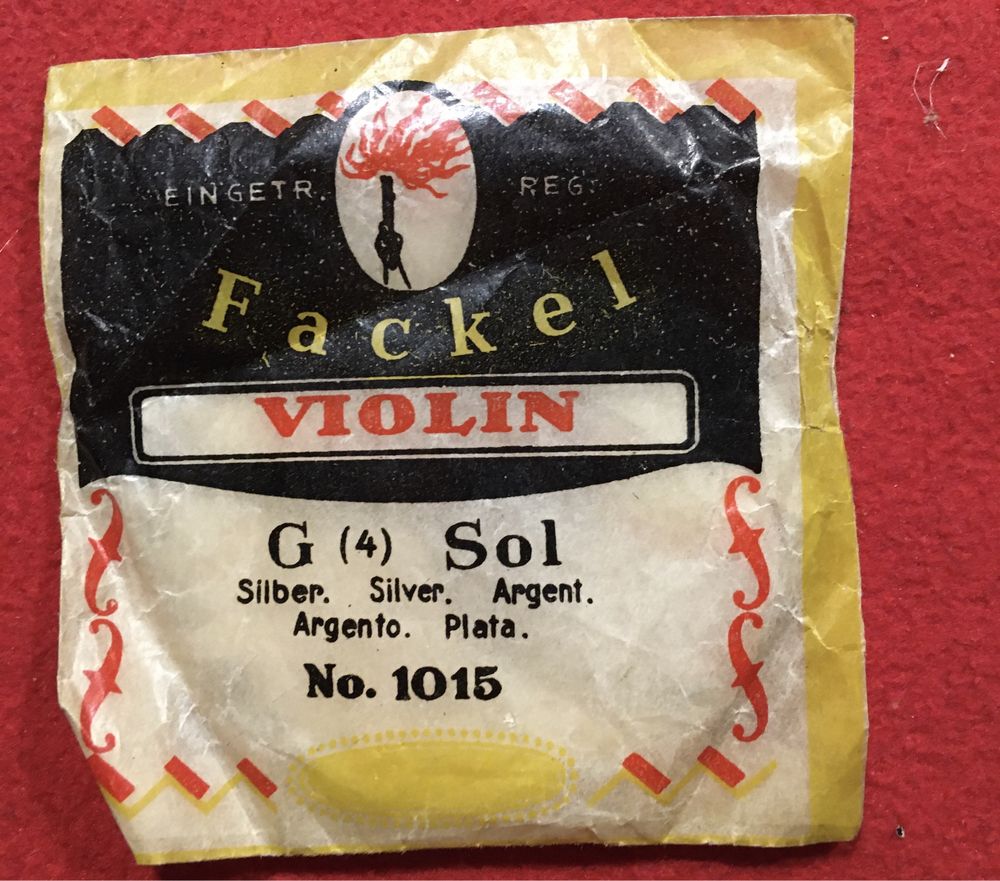 EINGETR. REG.
Fackel
VIOLIN
G (4) Sol
Silber. Silver. Argent.
Argento. Plata.
No. 1015